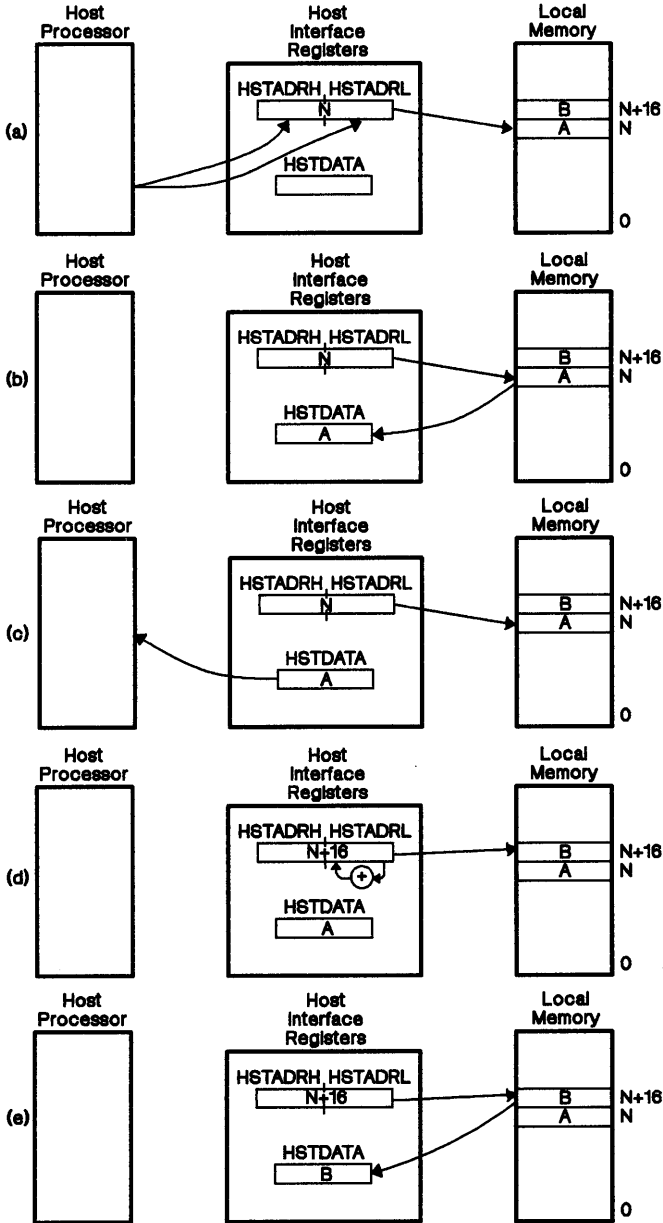 Host Processor
Host Interface Registers
Local Memory
(a)
HSTADRH HSTADRL
N
HSTDATA
B N+16
A N
0
Host Processor
Host Interface Registers
Local Memory
(b)
HSTADRH HSTADRL
N
HSTDATA
A
B N+16
A N
0
Host Processor
Host Interface Registers
Local Memory
(c)
HSTADRH HSTADRL
N
HSTDATA
A
B N+16
A N
0
Host Processor
Host Interface Registers
Local Memory
(d)
HSTADRH HSTADRL
N+16
+
HSTDATA
A
B N+16
A N
0
Host Processor
Host Interface Registers
Local Memory
(e)
HSTADRH HSTADRL
N+16
HSTDATA
B
B N+16
A N
0